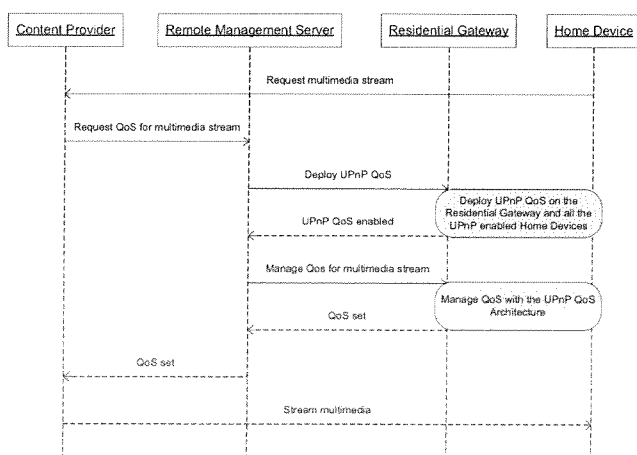 Content Provider
Remote Management Server
Residential Gateway
Home Device
Request multimedia stream
Request QoS for multimedia stream
Deploy UPnP QoS
Deploy UPnP QoS on the
Residential Gateway and all the
UPnP enabled Home Devices
UPnP QoS enabled
Manage Qos for multimedia stream
Manage QoS with the UPnP QoS
Architecture
QoS set
QoS set
Stream multimedia